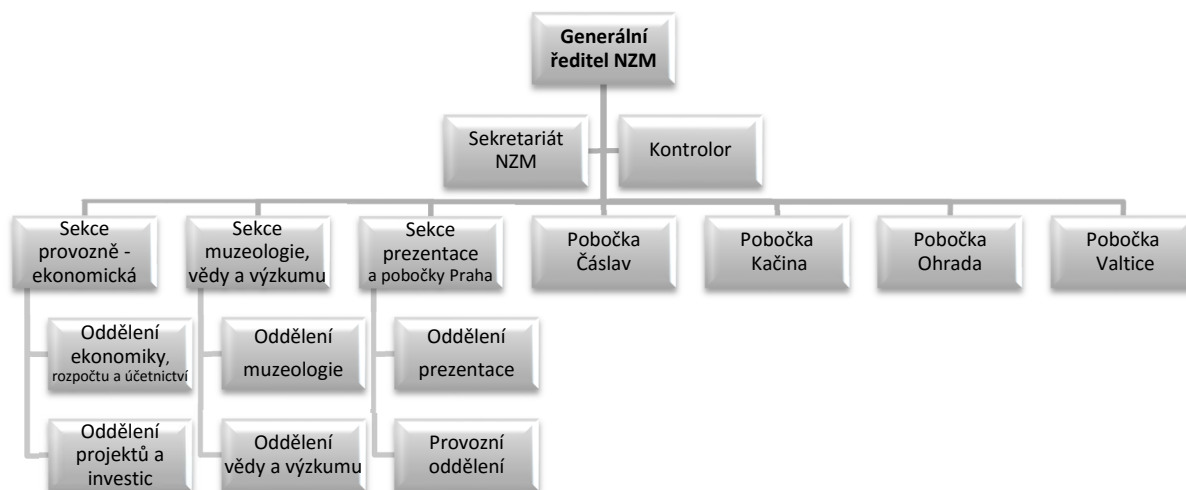 Generální
ředitel NZM
Sekretariát
NZM
Kontrolor
Sekce
provozně -
ekonomická
Sekce
muzeologie,
vědy a výzkumu
Sekce
prezentace
a pobočky Praha
Pobočka
Čáslav
Pobočka
Kačina
Pobočka
Ohrada
Pobočka
Valtice
Oddělení
ekonomiky,
rozpočtu a účetnictví
Oddělení
muzeologie
Oddělení
prezentace
Oddělení
projektů a
investic
Oddělení
vědy a výzkumu
Provozní
oddělení